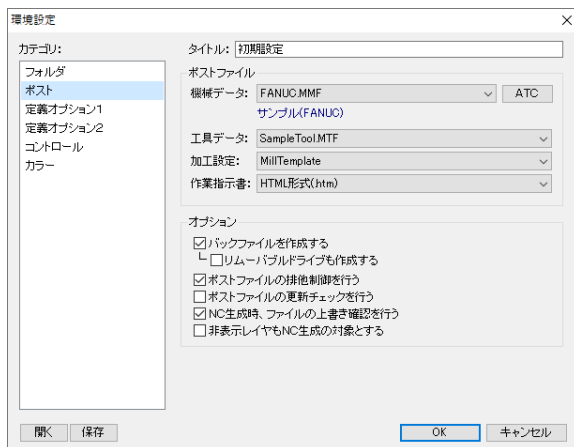 環境設定
カテゴリ:
フォルダ
ポスト
定義オプション1
定義オプション2
コントロール
カラー
タイトル: 初期設定
ポストファイル
機械データ: FANUC.MMF ATC
サンプル(FANUC)
工具データ: SampleTool.MTF
加工設定: MillTemplate
作業指示書: HTML形式(.htm)
オプション
バックファイルを作成する
リムーバブルドライブも作成する
ポストファイルの排他制御を行う
ポストファイルの更新チェックを行う
NC生成時、ファイルの上書き確認を行う
非表示レイヤもNC生成の対象とする
開く 保存 OK キャンセル